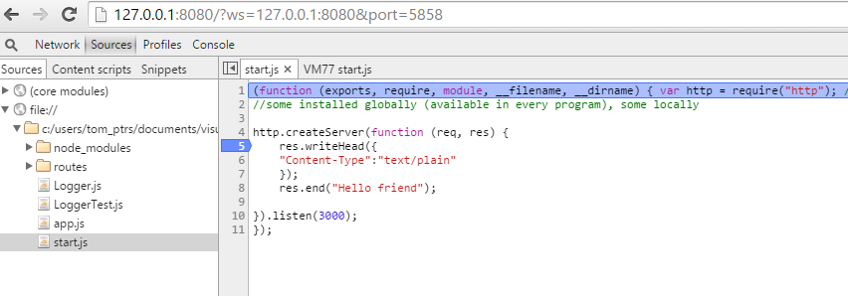 127.0.0.1:8080/?ws=127.0.0.1:8080&port=5858
Network Sources Profiles Console
Sources Content scripts Snippets
start.js × VM77 start.js
(core modules)
file://
c:/users/tom_ptrs/documents/visu
node_modules
routes
Logger.js
LoggerTest.js
app.js
start.js
1 (function (exports, require, module, __filename, __dirname) { var http = require("http"); /
2 //some installed globally (available in every program), some locally
3
4 http.createServer(function (req, res) {
5 res.writeHead({
6 "Content-Type":"text/plain"
7 });
8 res.end("Hello friend");
9
10 }).listen(3000);
11 });